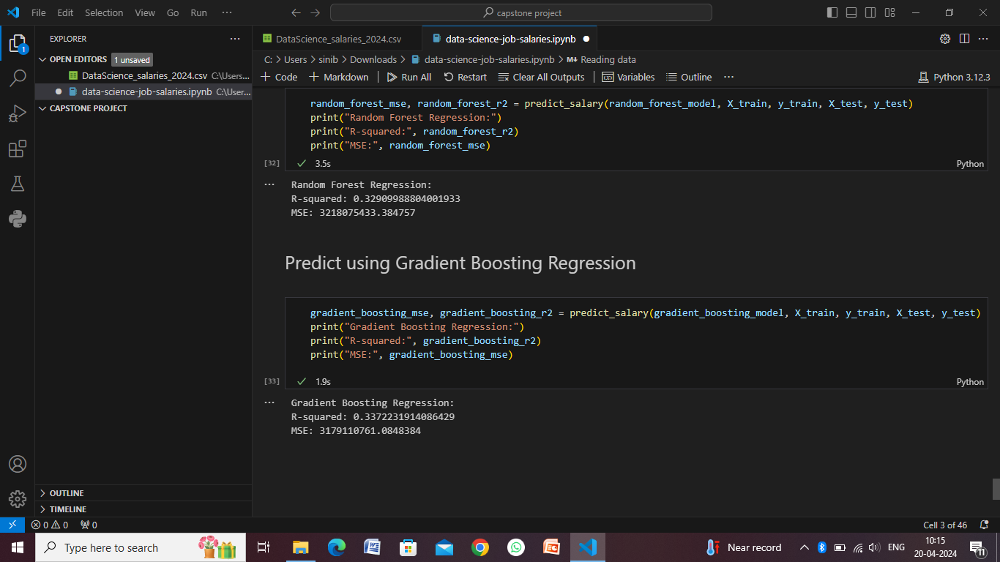 File Edit Selection View Go Run ··· capstone project
EXPLORER ···
OPEN EDITORS 1 unsaved
DataScience_salaries_2024.csv C:\Users...
data-science-job-salaries.ipynb C:\User...
CAPSTONE PROJECT
OUTLINE
TIMELINE
1
DataScience_salaries_2024.csv data-science-job-salaries.ipynb ···
C: > Users > sinib > Downloads > data-science-job-salaries.ipynb > M↓ Reading data
+ Code + Markdown Run All Restart Clear All Outputs Variables Outline ··· Python 3.12.3
random_forest_mse, random_forest_r2 = predict_salary(random_forest_model, X_train, y_train, X_test, y_test)
print("Random Forest Regression:")
print("R-squared:", random_forest_r2)
print("MSE:", random_forest_mse)
[32] ✓ 3.5s Python
··· Random Forest Regression:
R-squared: 0.32909988804001933
MSE: 3218075433.384757
Predict using Gradient Boosting Regression
gradient_boosting_mse, gradient_boosting_r2 = predict_salary(gradient_boosting_model, X_train, y_train, X_test, y_test)
print("Gradient Boosting Regression:")
print("R-squared:", gradient_boosting_r2)
print("MSE:", gradient_boosting_mse)
[33] ✓ 1.9s Python
··· Gradient Boosting Regression:
R-squared: 0.3372231914086429
MSE: 3179110761.0848384
0 0 0 Cell 3 of 46
Type here to search Near record ENG 10:15
20-04-2024 11